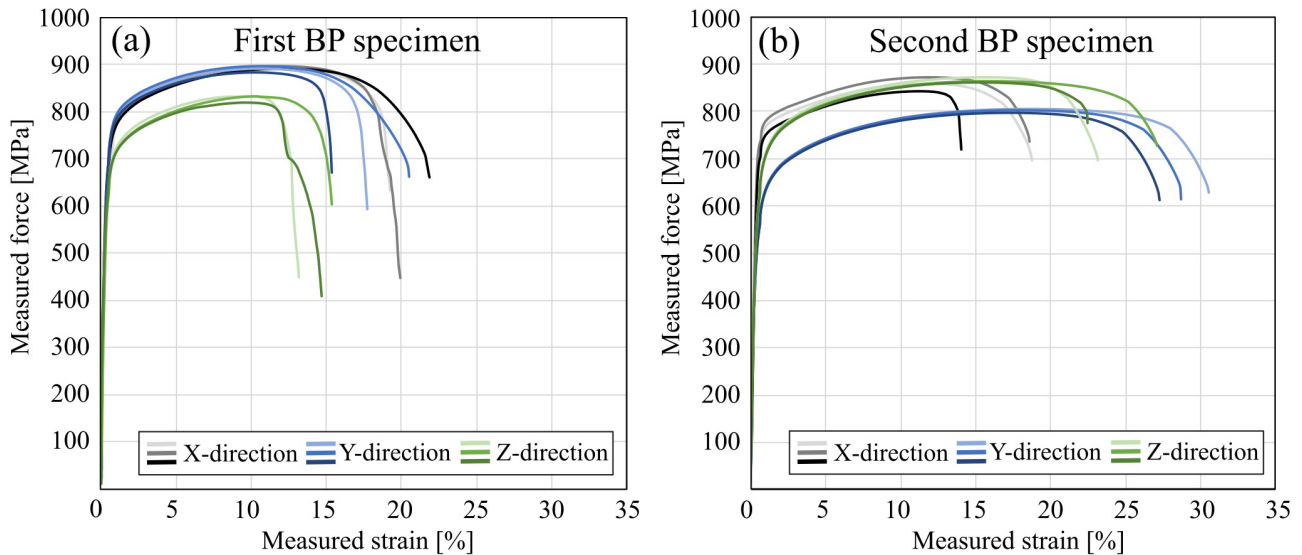 (a) First BP specimen
1000
900
800
700
600
500
400
300
200
100
Measured force [MPa]
X-direction Y-direction Z-direction
0 5 10 15 20 25 30 35
Measured strain [%]
(b) Second BP specimen
1000
900
800
700
600
500
400
300
200
100
Measured force [MPa]
X-direction Y-direction Z-direction
0 5 10 15 20 25 30 35
Measured strain [%]